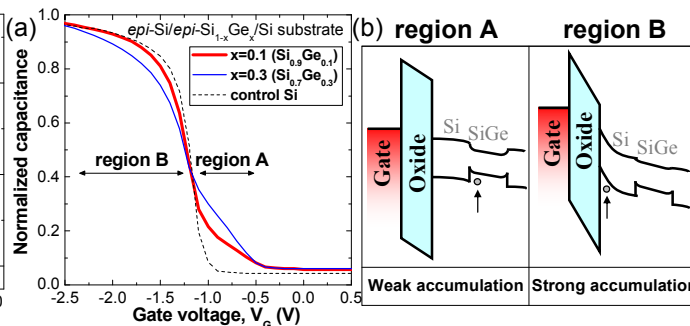 (a)
epi-Si/epi-Si1-xGex/Si substrate
x=0.1 (Si0.9Ge0.1)
x=0.3 (Si0.7Ge0.3)
control Si
region B
region A
1.0
0.8
0.6
0.4
0.2
0.0
Normalized capacitance
-2.5 -2.0 -1.5 -1.0 -0.5 0.0 0.5
Gate voltage, VG (V)
0
(b)
region A
region B
Gate
Oxide
Si
SiGe
Gate
Oxide
Si
SiGe
Weak accumulation
Strong accumulation